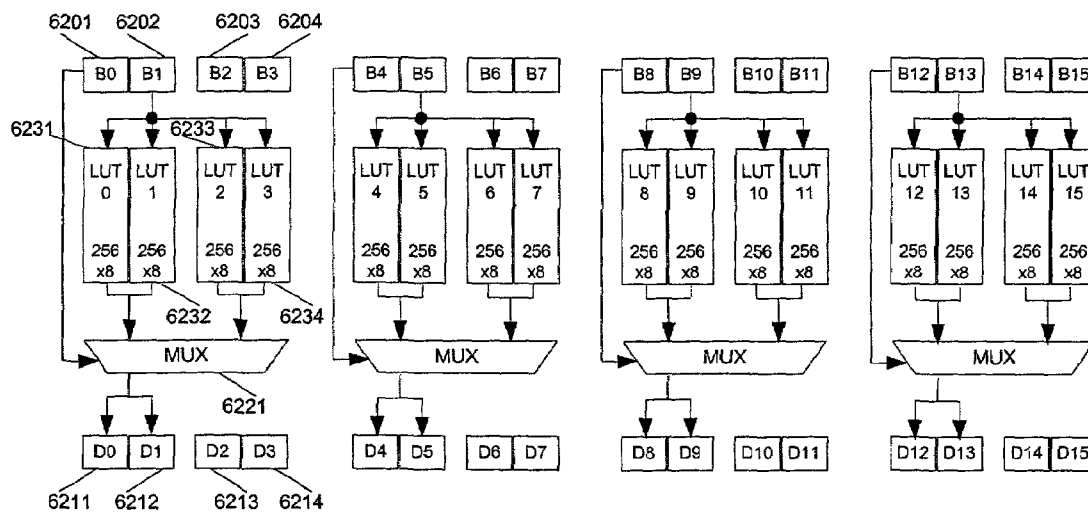 6201 6202 6203 6204
B0 B1 B2 B3 B4 B5 B6 B7 B8 B9 B10 B11 B12 B13 B14 B15
6231 6233
LUT LUT LUT LUT LUT LUT LUT LUT LUT LUT LUT LUT LUT LUT LUT LUT
0 1 2 3 4 5 6 7 8 9 10 11 12 13 14 15
256 256 256 256 256 256 256 256 256 256 256 256 256 256 256 256
x8 x8 x8 x8 x8 x8 x8 x8 x8 x8 x8 x8 x8 x8 x8 x8
6232 6234
MUX MUX MUX MUX
6221
D0 D1 D2 D3 D4 D5 D6 D7 D8 D9 D10 D11 D12 D13 D14 D15
6211 6212 6213 6214